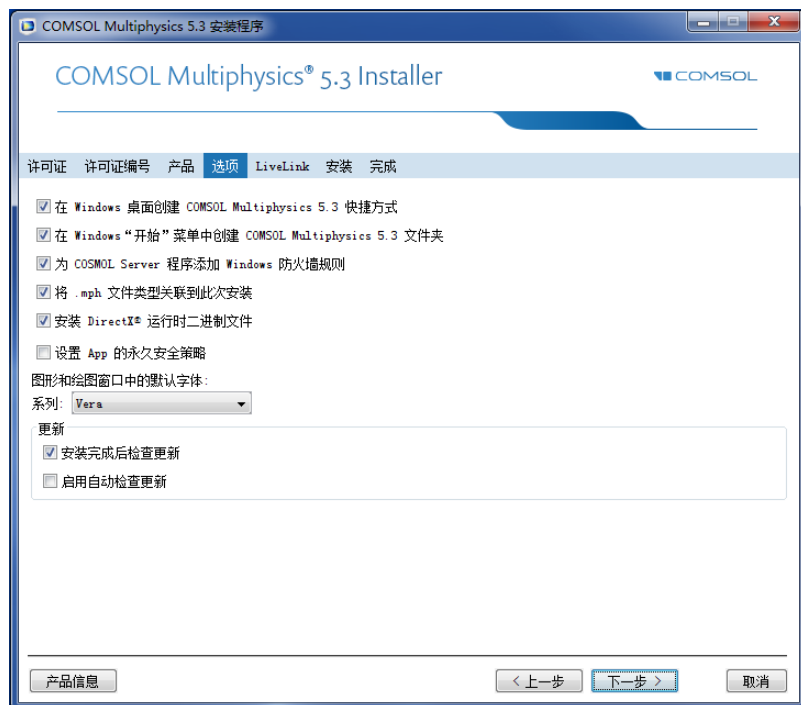 COMSOL Multiphysics 5.3 安装程序
COMSOL Multiphysics® 5.3 Installer
COMSOL
许可证 许可证编号 产品 选项 LiveLink 安装 完成
在 Windows 桌面创建 COMSOL Multiphysics 5.3 快捷方式
在 Windows“开始”菜单中创建 COMSOL Multiphysics 5.3 文件夹
为 COSMOL Server 程序添加 Windows 防火墙规则
将 .mph 文件类型关联到此次安装
安装 DirectX® 运行时二进制文件
设置 App 的永久安全策略
图形和绘图窗口中的默认字体:
系列: Vera
更新
安装完成后检查更新
启用自动检查更新
产品信息 < 上一步 下一步 > 取消